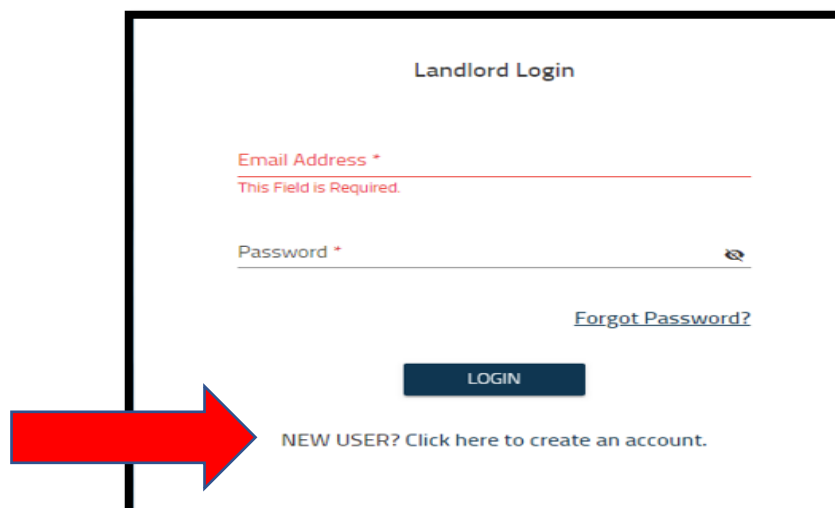 Landlord Login
Email Address *
This Field is Required.
Password *
Forgot Password?
LOGIN
NEW USER? Click here to create an account.